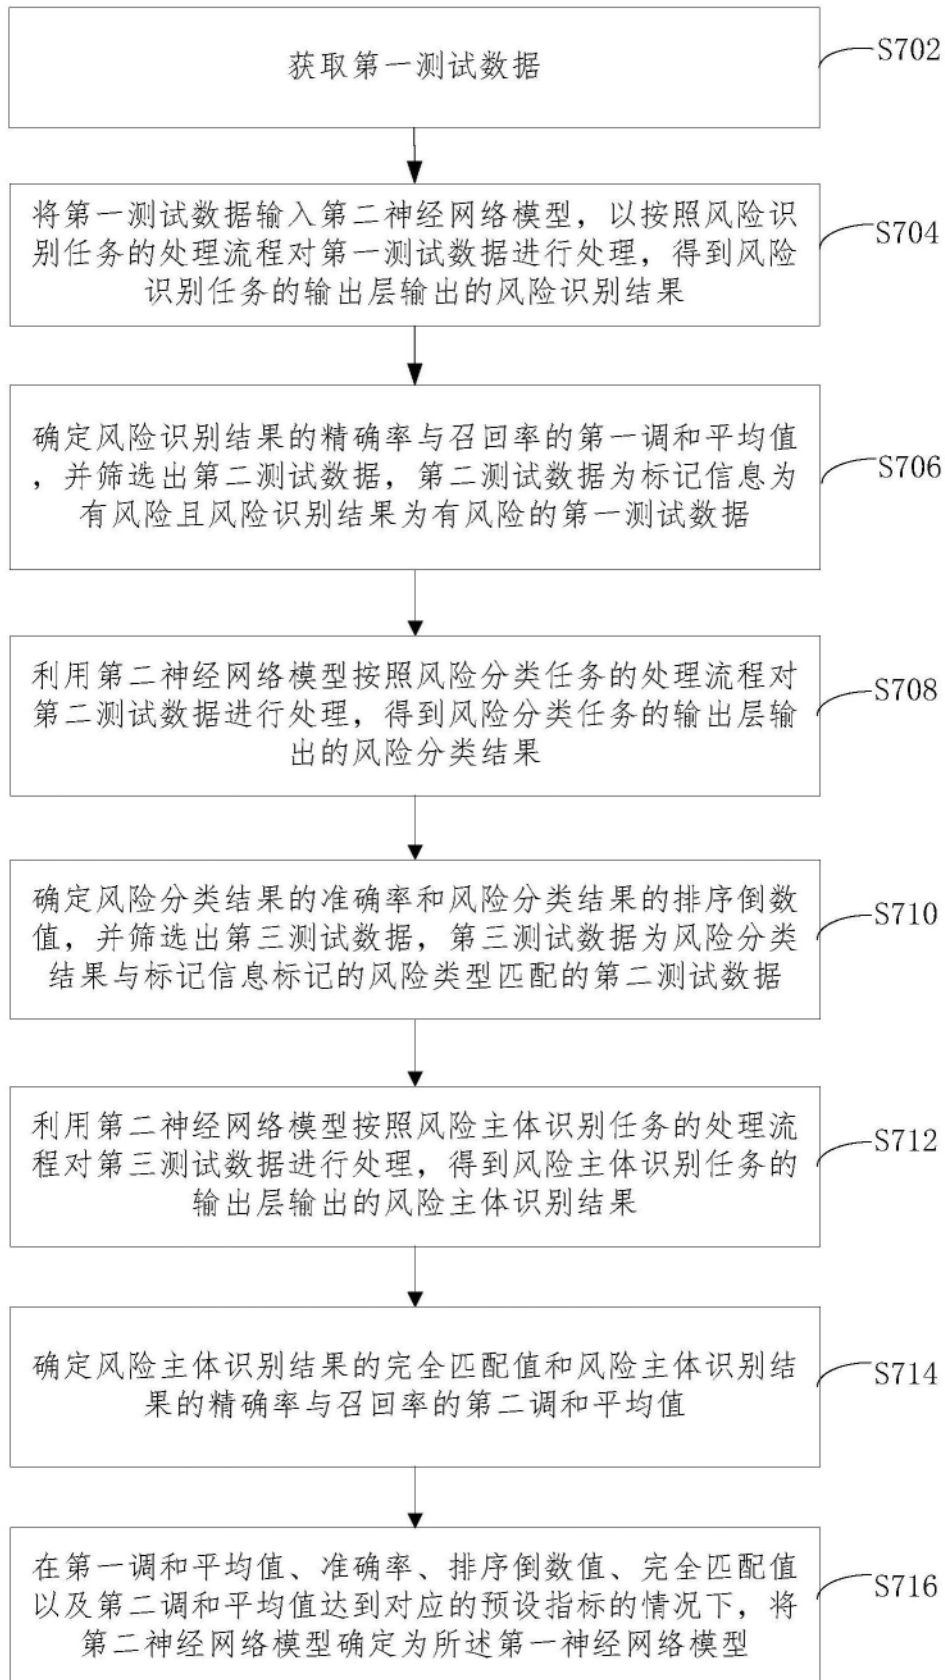 获取第一测试数据
S702
将第一测试数据输入第二神经网络模型，以按照风险识
别任务的处理流程对第一测试数据进行处理，得到风险
识别任务的输出层输出的风险识别结果
S704
确定风险识别结果的精确率与召回率的第一调和平均值
，并筛选出第二测试数据，第二测试数据为标记信息为
有风险且风险识别结果为有风险的第一测试数据
S706
利用第二神经网络模型按照风险分类任务的处理流程对
第二测试数据进行处理，得到风险分类任务的输出层输
出的风险分类结果
S708
确定风险分类结果的准确率和风险分类结果的排序倒数
值，并筛选出第三测试数据，第三测试数据为风险分类
结果与标记信息标记的风险类型匹配的第二测试数据
S710
利用第二神经网络模型按照风险主体识别任务的处理流
程对第三测试数据进行处理，得到风险主体识别任务的
输出层输出的风险主体识别结果
S712
确定风险主体识别结果的完全匹配值和风险主体识别结
果的精确率与召回率的第二调和平均值
S714
在第一调和平均值、准确率、排序倒数值、完全匹配值
以及第二调和平均值达到对应的预设指标的情况下，将
第二神经网络模型确定为所述第一神经网络模型
S716